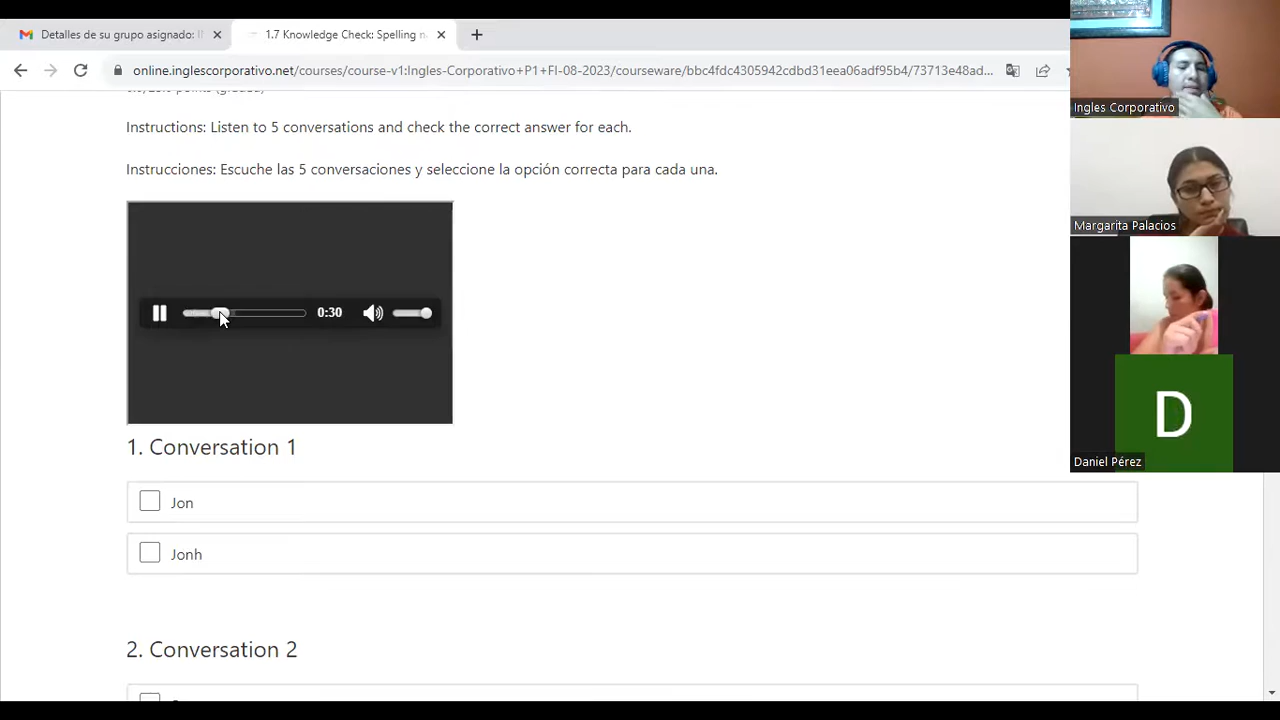 Detalles de su grupo asignado: I
1.7 Knowledge Check: Spelling n
online.inglescorporativo.net/courses/course-v1:Ingles-Corporativo+P1+FI-08-2023/courseware/bbc4fdc4335942cdbd31eea06adf95b4/73713e48ad...
Instructions: Listen to 5 conversations and check the correct answer for each.
Instrucciones: Escuche las 5 conversaciones y seleccione la opción correcta para cada una.
0:30
1. Conversation 1
Jon
Jonh
2. Conversation 2
Ingles Corporativo
Margarita Palacios
D
Daniel Pérez